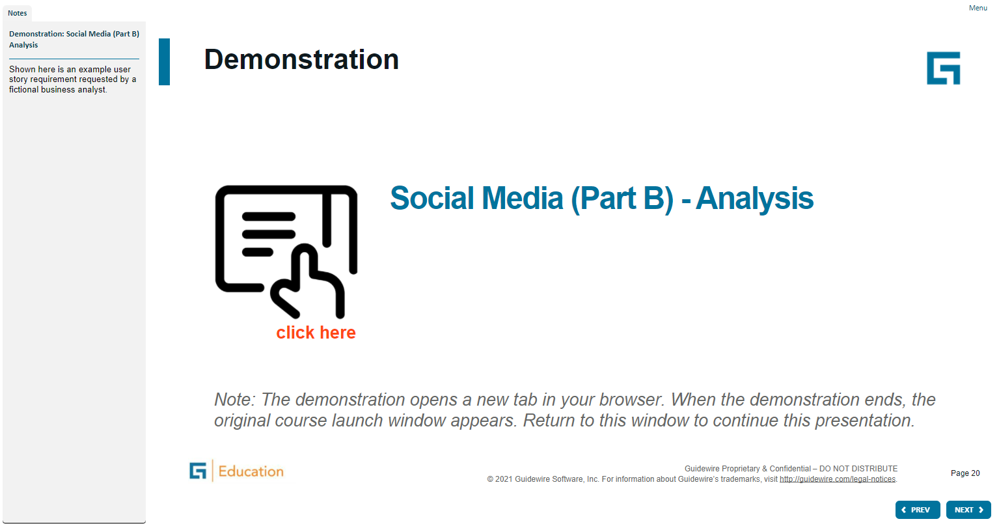 Notes
Menu
Demonstration: Social Media (Part B)
Analysis
Shown here is an example user
story requirement requested by a
fictional business analyst.
Demonstration
Social Media (Part B) - Analysis
click here
Note: The demonstration opens a new tab in your browser. When the demonstration ends, the
original course launch window appears. Return to this window to continue this presentation.
Education
Guidewire Proprietary & Confidential – DO NOT DISTRIBUTE
© 2021 Guidewire Software, Inc. For information about Guidewire's trademarks, visit http://guidewire.com/legal-notices.
Page 20
PREV
NEXT